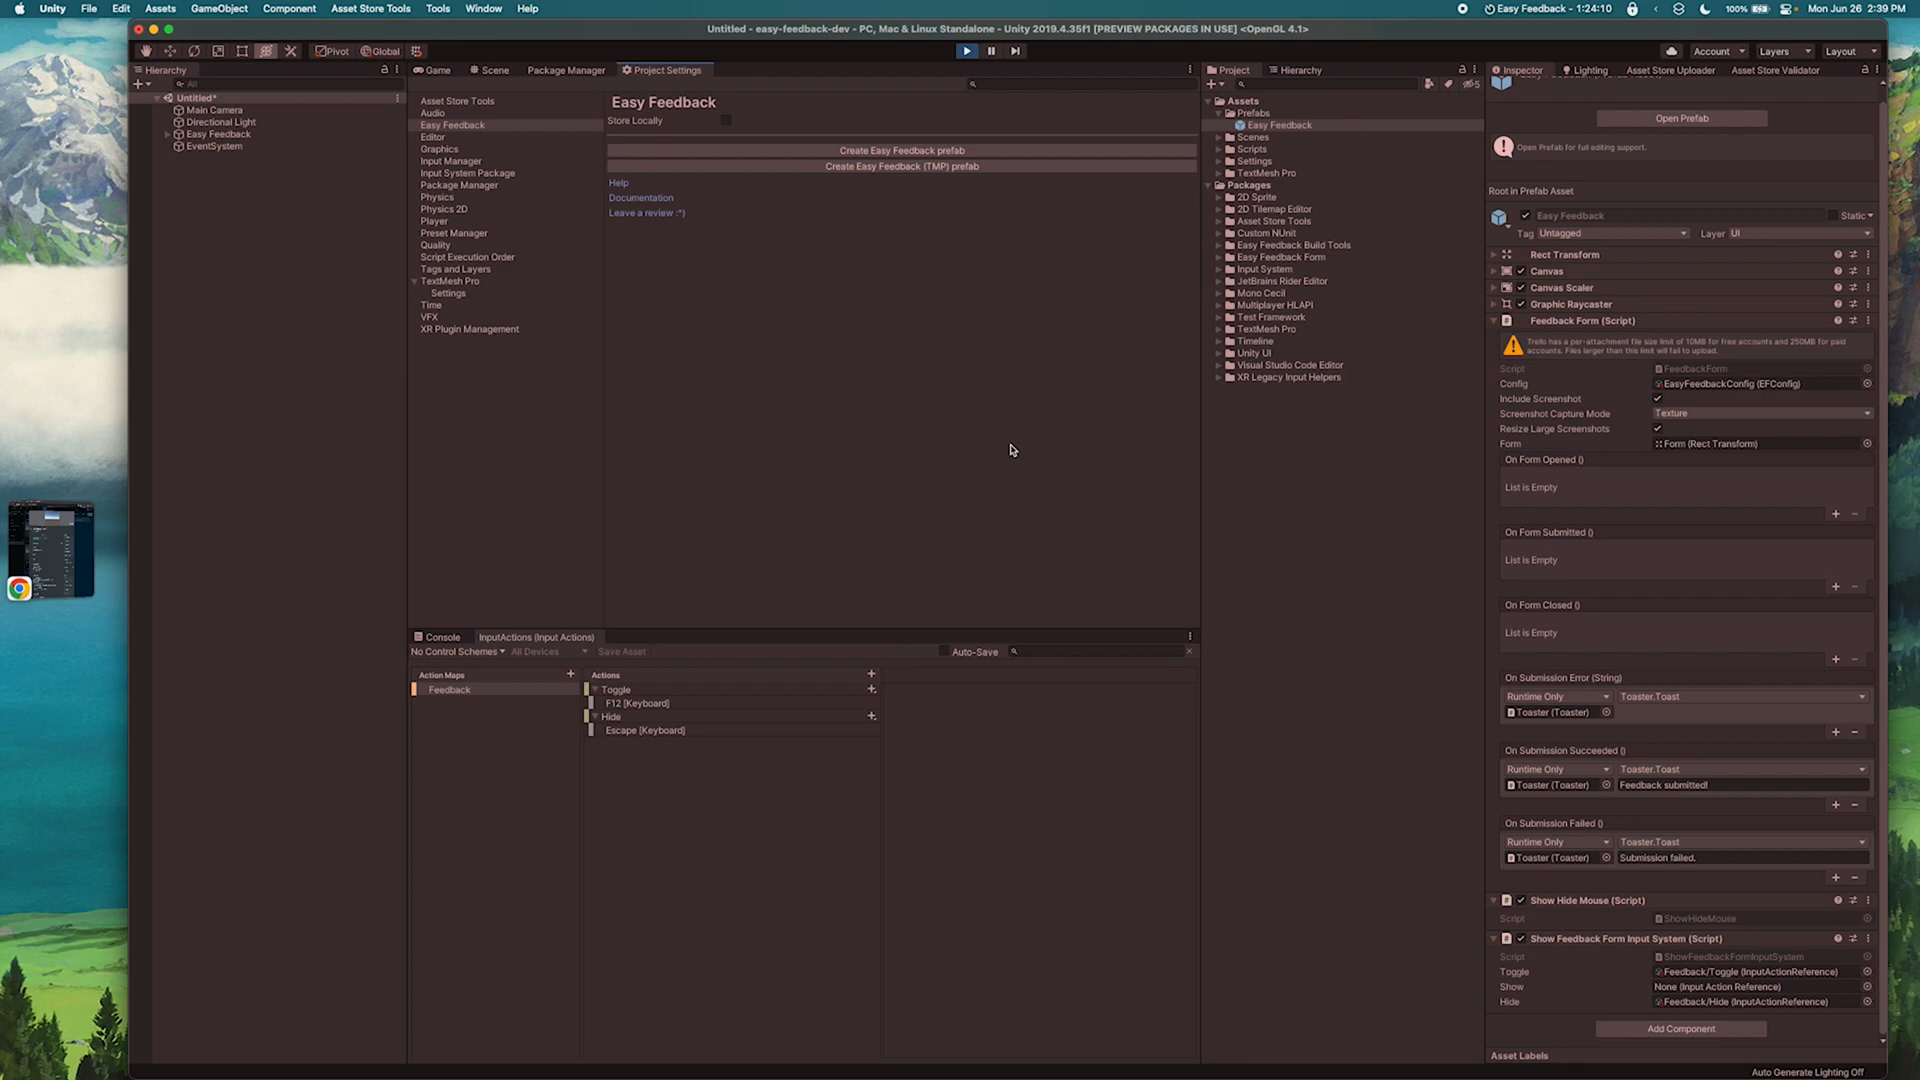 Unity File Edit Assets GameObject Component Asset Store Tools Tools Window Help
Easy Feedback - 1:24:10 100% Mon Jun 26 2:39 PM
Untitled - easy-feedback-dev - PC, Mac & Linux Standalone - Unity 2019.4.35f1 [PREVIEW PACKAGES IN USE] <OpenGL 4.1>
Pivot Global Account Layers Layout
Hierarchy
All
Untitled*
Main Camera
Directional Light
Easy Feedback
EventSystem
Game Scene Package Manager Project Settings
Asset Store Tools
Audio
Easy Feedback
Editor
Graphics
Input Manager
Input System Package
Package Manager
Physics
Physics 2D
Player
Preset Manager
Quality
Script Execution Order
Tags and Layers
TextMesh Pro
Settings
Time
VFX
XR Plugin Management
Easy Feedback
Store Locally
Create Easy Feedback prefab
Create Easy Feedback (TMP) prefab
Help
Documentation
Leave a review :*)
Console InputActions (Input Actions)
No Control Schemes All Devices Save Asset Auto-Save
Action Maps
Feedback
Actions
Toggle
F12 [Keyboard]
Hide
Escape [Keyboard]
Project Hierarchy
5
Assets
Prefabs
Easy Feedback
Scenes
Scripts
Settings
TextMesh Pro
Packages
2D Sprite
2D Tilemap Editor
Asset Store Tools
Custom NUnit
Easy Feedback Build Tools
Easy Feedback Form
Input System
JetBrains Rider Editor
Mono Cecil
Multiplayer HLAPI
Test Framework
TextMesh Pro
Timeline
Unity UI
Visual Studio Code Editor
XR Legacy Input Helpers
Inspector Lighting Asset Store Uploader Asset Store Validator
Open Prefab
Open Prefab for full editing support.
Root in Prefab Asset
Easy Feedback Static
Tag Untagged Layer UI
Rect Transform
Canvas
Canvas Scaler
Graphic Raycaster
Feedback Form (Script)
Trello has a per-attachment file size limit of 10MB for free accounts and 250MB for paid
accounts. Files larger than this limit will fail to upload.
Script FeedbackForm
Config EasyFeedbackConfig (EFConfig)
Include Screenshot
Screenshot Capture Mode Texture
Resize Large Screenshots
Form Form (Rect Transform)
On Form Opened ()
List is Empty
On Form Submitted ()
List is Empty
On Form Closed ()
List is Empty
On Submission Error (String)
Runtime Only Toaster.Toast
Toaster (Toaster)
On Submission Succeeded ()
Runtime Only Toaster.Toast
Toaster (Toaster) Feedback submitted!
On Submission Failed ()
Runtime Only Toaster.Toast
Toaster (Toaster) Submission failed.
Show Hide Mouse (Script)
Script ShowHideMouse
Show Feedback Form Input System (Script)
Script ShowFeedbackFormInputSystem
Toggle Feedback/Toggle (InputActionReference)
Show None (Input Action Reference)
Hide Feedback/Hide (InputActionReference)
Add Component
Asset Labels
Auto Generate Lighting Off